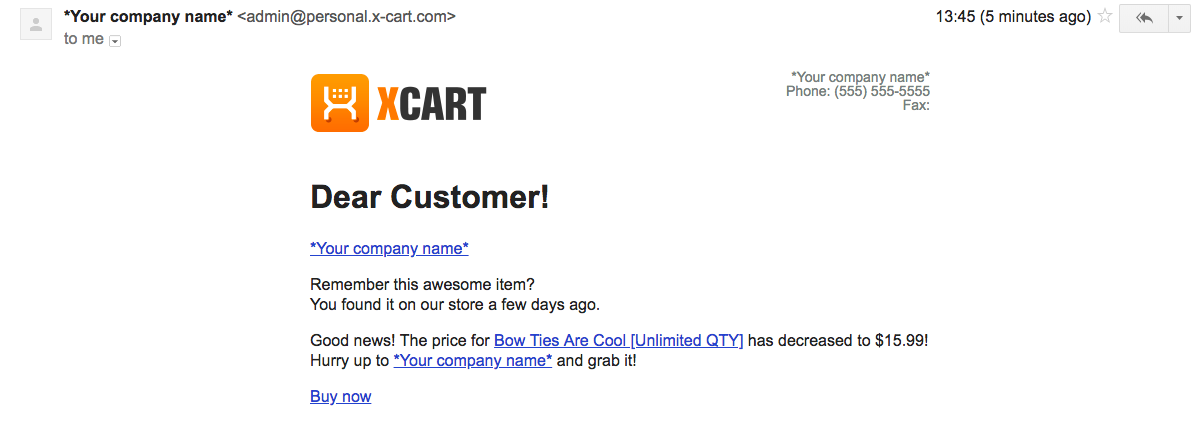 *Your company name* <admin@personal.x-cart.com>
13:45 (5 minutes ago)
to me
XCART
*Your company name*
Phone: (555) 555-5555
Fax:
Dear Customer!
*Your company name*
Remember this awesome item?
You found it on our store a few days ago.
Good news! The price for Bow Ties Are Cool [Unlimited QTY] has decreased to $15.99!
Hurry up to *Your company name* and grab it!
Buy now